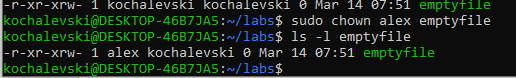 -r-xr-xrw- 1 kochalevski kochalevski 0 Mar 14 07:51 emptyfile
kochalevski@DESKTOP-46B7JA5:~/labs$ sudo chown alex emptyfile
kochalevski@DESKTOP-46B7JA5:~/labs$ ls -l emptyfile
-r-xr-xrw- 1 alex kochalevski 0 Mar 14 07:51 emptyfile
kochalevski@DESKTOP-46B7JA5:~/labs$